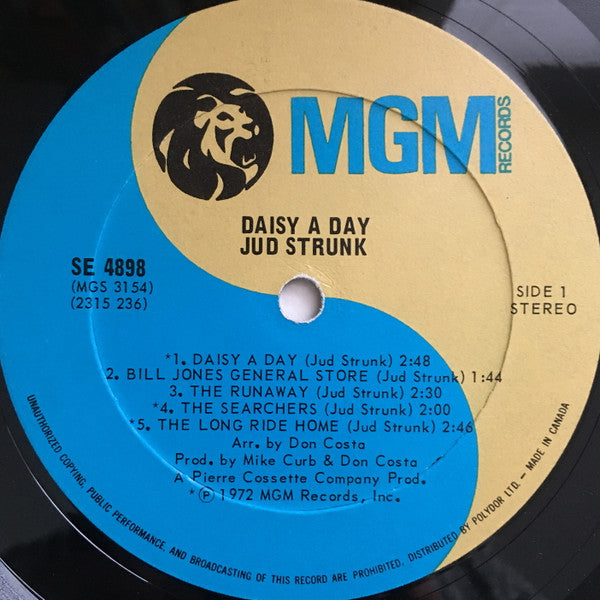 MGM
RECORDS
DAISY A DAY
JUD STRUNK
SE 4898
(MGS 3154)
(2315 236)
SIDE 1
STEREO
*1. DAISY A DAY (Jud Strunk) 2:48
2. BILL JONES GENERAL STORE (Jud Strunk) 1:44
3. THE RUNAWAY (Jud Strunk) 2:30
*4. THE SEARCHERS (Jud Strunk) 2:00
*5. THE LONG RIDE HOME (Jud Strunk) 2:46
Arr. by Don Costa
Prod. by Mike Curb & Don Costa
A Pierre Cossette Company Prod.
*Ⓟ 1972 MGM Records, Inc.
UNAUTHORIZED COPYING, PUBLIC PERFORMANCE, AND BROADCASTING OF THIS RECORD ARE PROHIBITED, DISTRIBUTED BY POLYDOR LTD. – MADE IN CANADA